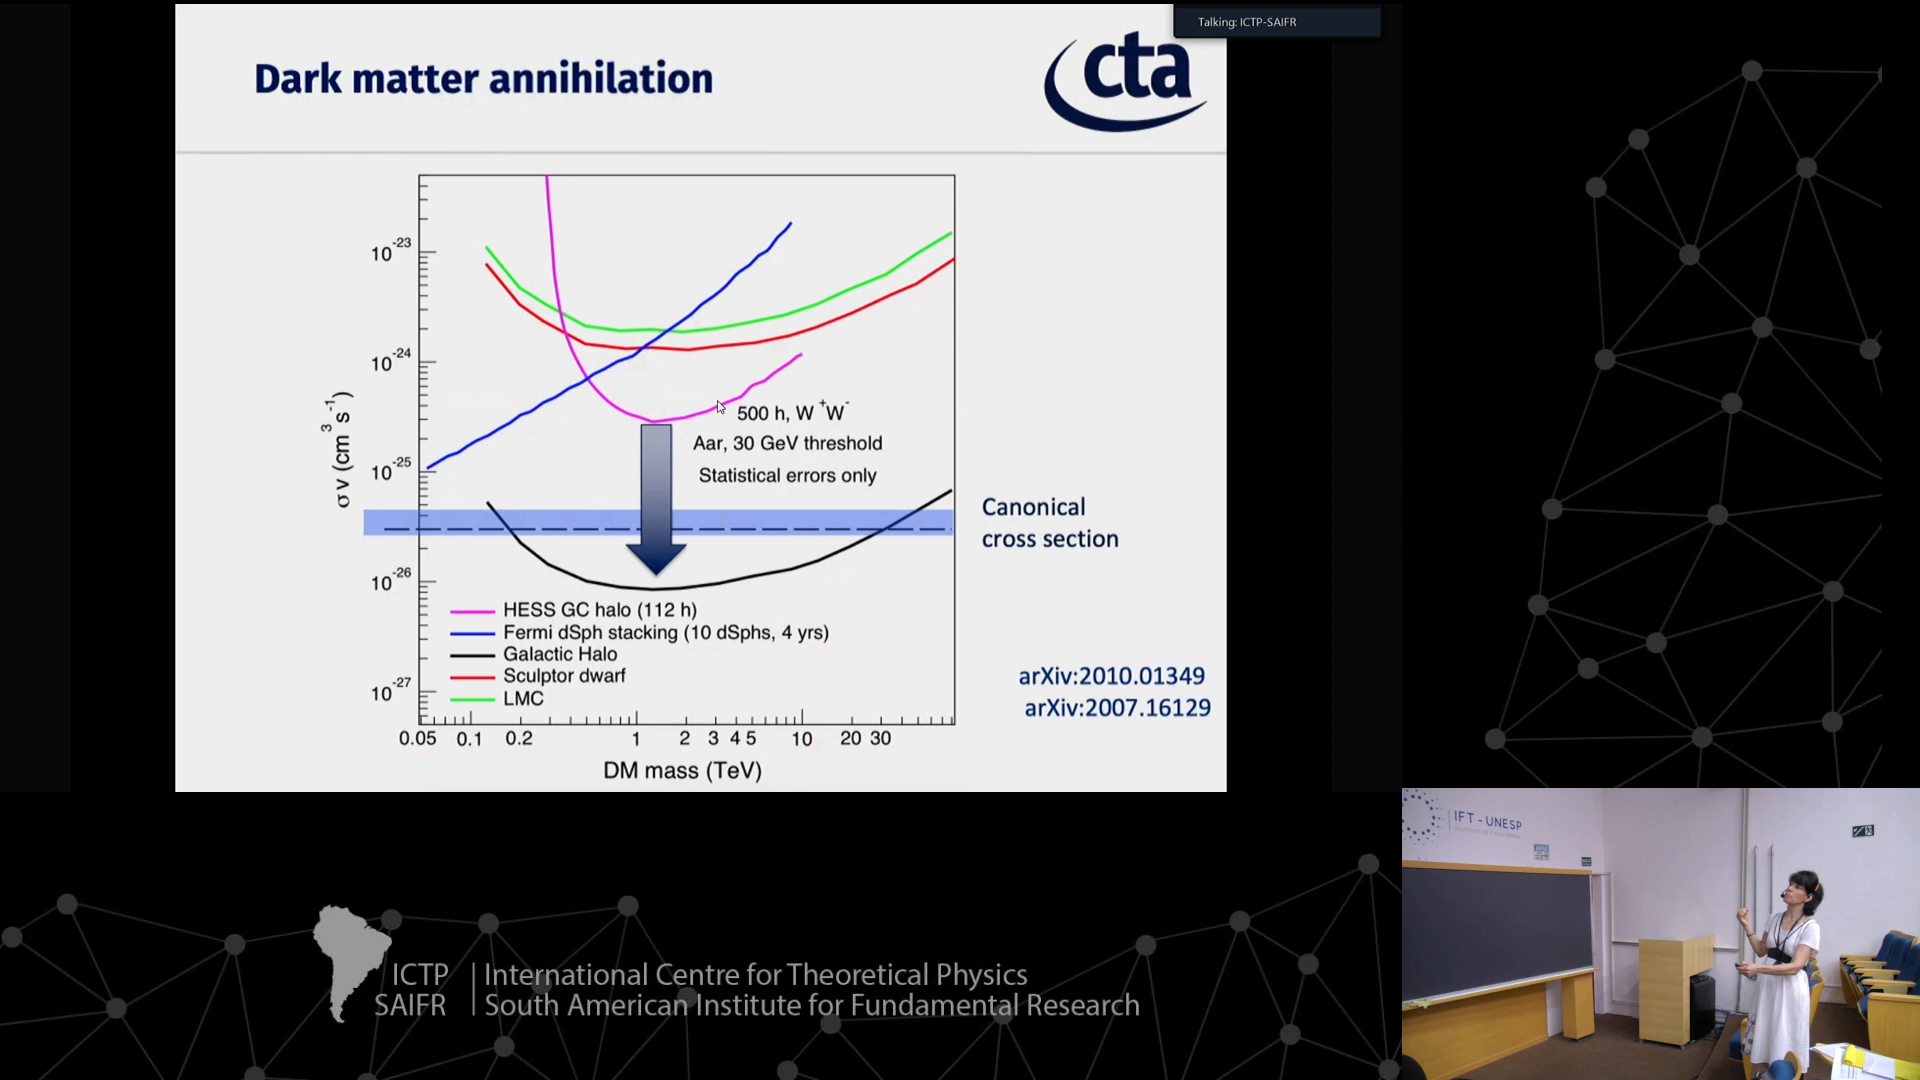 Talking: ICTP-SAIFR
Dark matter annihilation
cta
10-23
10-24
10-25
10-26
10-27
σ v (cm3 s-1)
500 h, W+W-
Aar, 30 GeV threshold
Statistical errors only
Canonical
cross section
HESS GC halo (112 h)
Fermi dSph stacking (10 dSphs, 4 yrs)
Galactic Halo
Sculptor dwarf
LMC
arXiv:2010.01349
arXiv:2007.16129
0.05 0.1 0.2 1 2 3 4 5 10 20 30
DM mass (TeV)
IFT - UNESP
ICTP
SAIFR
International Centre for Theoretical Physics
South American Institute for Fundamental Research